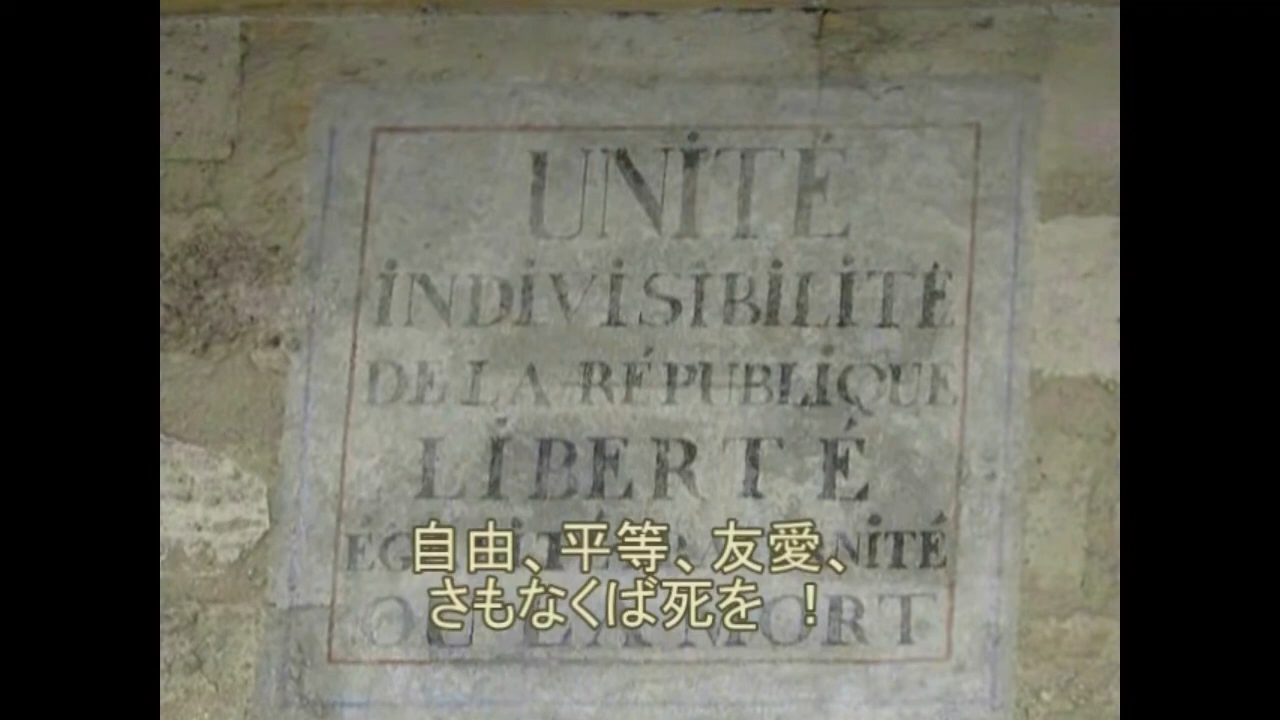 UNITÉ
INDIVISIBILITÉ
DE LA RÉPUBLIQUE
LIBERTÉ
自由、平等、友愛、
さもなくば死を！
MORT